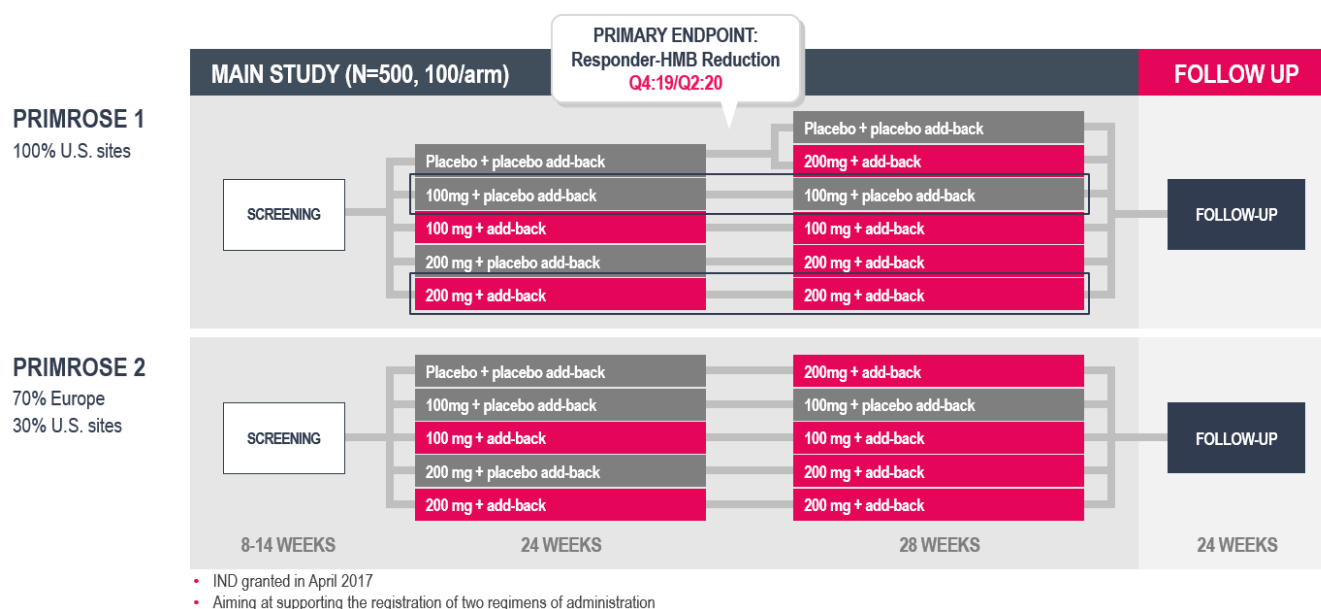 PRIMARY ENDPOINT:
Responder-HMB Reduction
Q4:19/Q2:20
MAIN STUDY (N=500, 100/arm)
FOLLOW UP
PRIMROSE 1
100% U.S. sites
SCREENING
Placebo + placebo add-back
100mg + placebo add-back
100 mg + add-back
200 mg + placebo add-back
200 mg + add-back
Placebo + placebo add-back
200mg + add-back
100mg + placebo add-back
100 mg + add-back
200 mg + add-back
200 mg + add-back
FOLLOW-UP
PRIMROSE 2
70% Europe
30% U.S. sites
SCREENING
Placebo + placebo add-back
100mg + placebo add-back
100 mg + add-back
200 mg + placebo add-back
200 mg + add-back
200mg + add-back
100mg + placebo add-back
100 mg + add-back
200 mg + add-back
200 mg + add-back
FOLLOW-UP
8-14 WEEKS
24 WEEKS
28 WEEKS
24 WEEKS
• IND granted in April 2017
• Aiming at supporting the registration of two regimens of administration